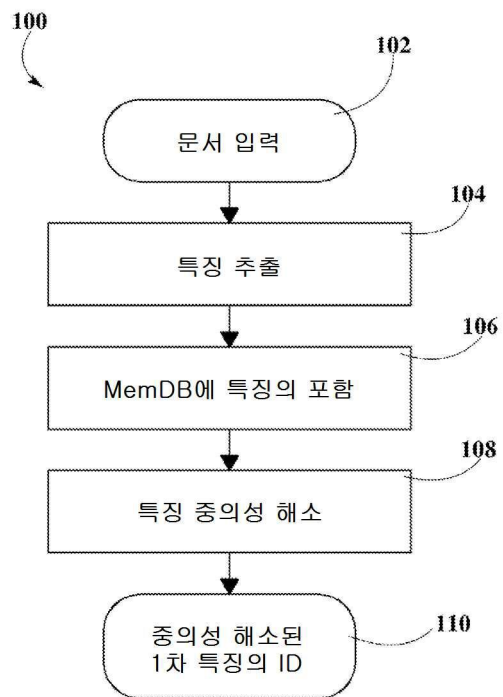 100
102
문서 입력
104
특징 추출
106
MemDB에 특징의 포함
108
특징 중의성 해소
중의성 해소된
1차 특징의 ID
110